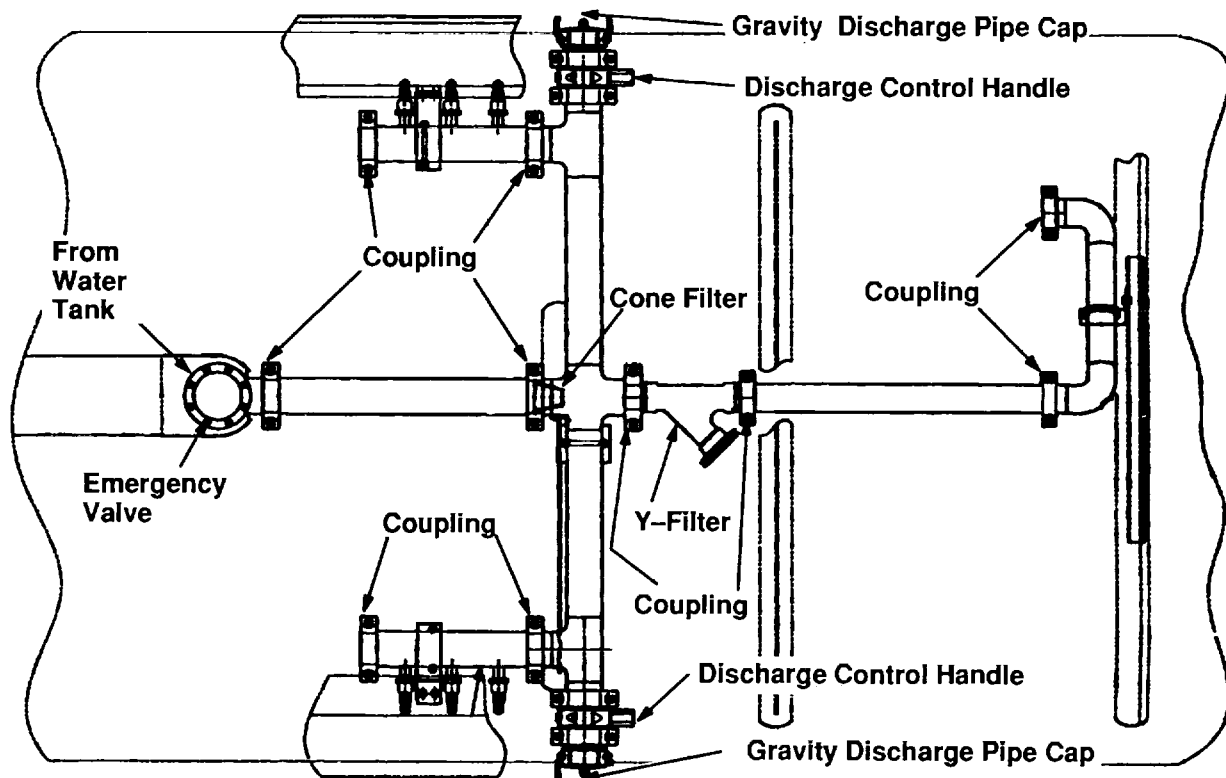 Gravity Discharge Pipe Cap
Discharge Control Handle
From
Water
Tank
Coupling
Cone Filter
Coupling
Emergency
Valve
Coupling
Y–Filter
Coupling
Discharge Control Handle
Gravity Discharge Pipe Cap